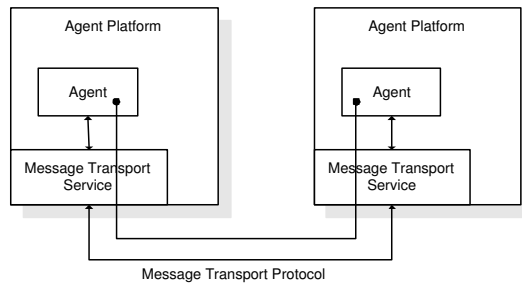 Agent Platform
Agent
Message Transport
Service
Agent Platform
Agent
Message Transport
Service
Message Transport Protocol